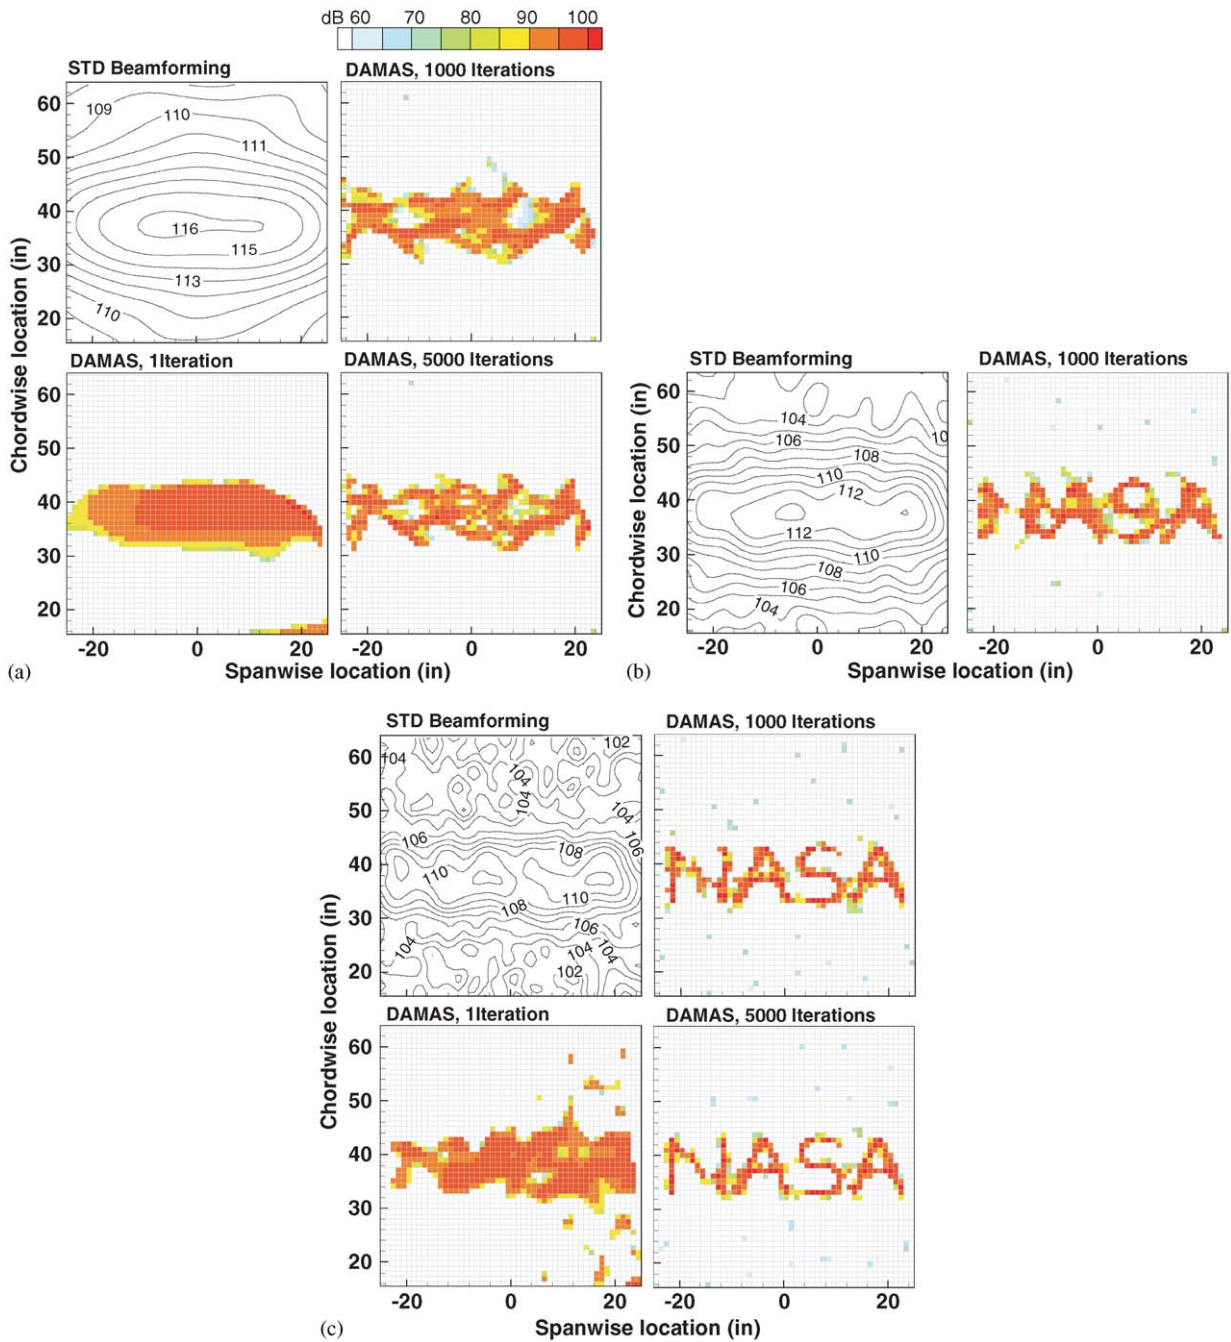 dB 60 70 80 90 100
STD Beamforming
DAMAS, 1000 Iterations
60
50
40
30
20
109
110
111
116
115
113
110
Chordwise location (in)
DAMAS, 1Iteration
DAMAS, 5000 Iterations
40
30
20
-20 0 20 -20 0 20
(a) Spanwise location (in)
STD Beamforming
DAMAS, 1000 Iterations
60
50
40
30
20
104
10
106
108
110
112
112
110
108
106
104
Chordwise location (in)
-20 0 20 -20 0 20
(b) Spanwise location (in)
STD Beamforming
DAMAS, 1000 Iterations
60
50
40
30
20
102
104
104
104
104
106
106
108
110
110
108
106
104
104
104
102
NASA
Chordwise location (in)
DAMAS, 1Iteration
DAMAS, 5000 Iterations
60
50
40
30
20
NASA
-20 0 20 -20 0 20
(c) Spanwise location (in)